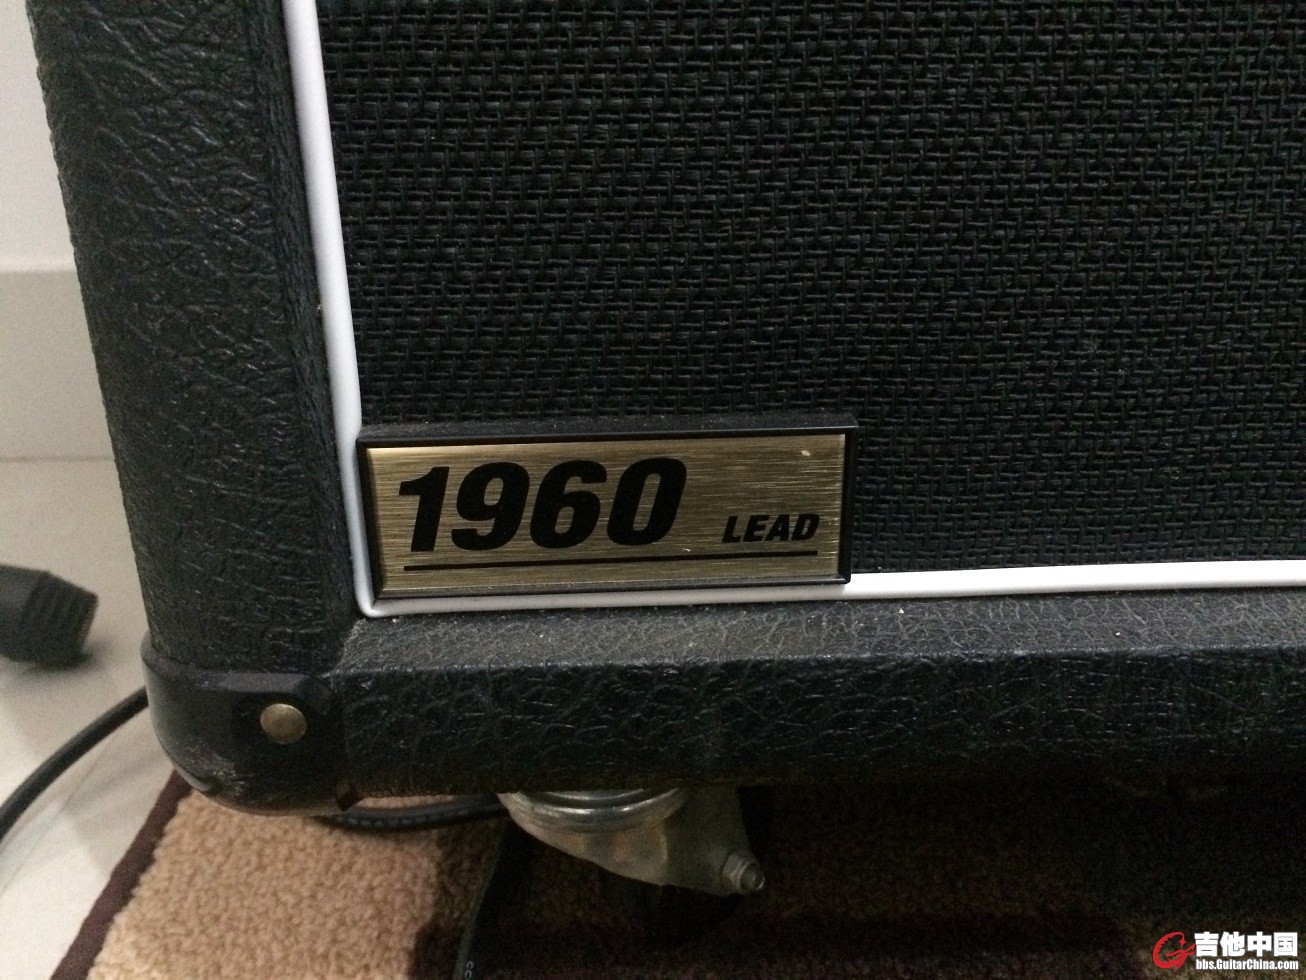 1960 LEAD
吉他中国
bbs.GuitarChina.com